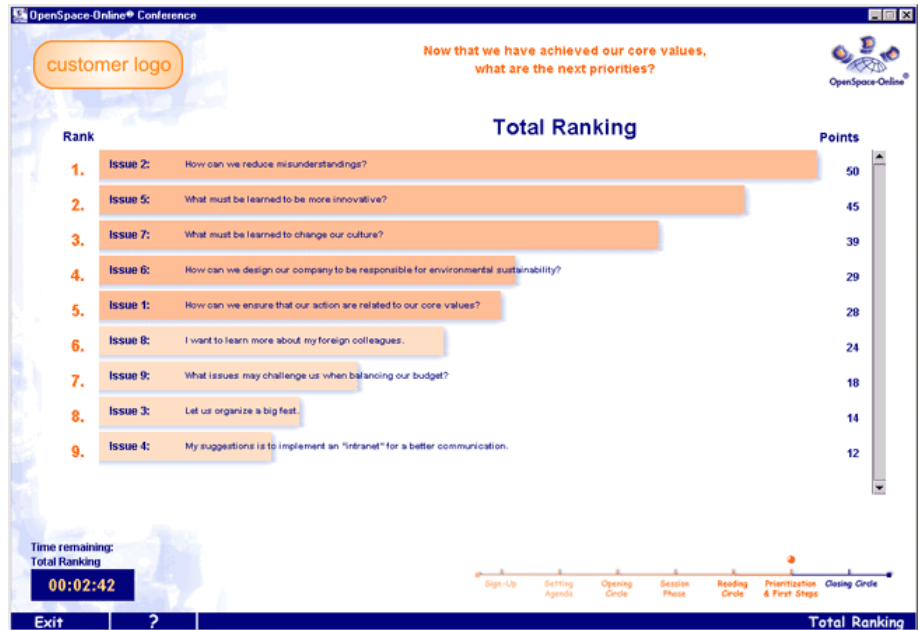 OpenSpace-Online® Conference
customer logo
Now that we have achieved our core values,
what are the next priorities?
OpenSpace-Online®
Total Ranking
Rank
Points
1. Issue 2: How can we reduce misunderstandings? 50
2. Issue 5: What must be learned to be more innovative? 45
3. Issue 7: What must be learned to change our culture? 39
4. Issue 6: How can we design our company to be responsible for environmental sustainability? 29
5. Issue 1: How can we ensure that our action are related to our core values? 28
6. Issue 8: I want to learn more about my foreign colleagues. 24
7. Issue 9: What issues may challenge us when balancing our budget? 18
8. Issue 3: Let us organize a big fest. 14
9. Issue 4: My suggestions is to implement an "intranet" for a better communication. 12
Time remaining:
Total Ranking
00:02:42
Sign-Up
Setting
Agenda
Opening
Circle
Session
Phase
Reading
Circle
Prioritization
& First Steps
Closing Circle
Exit
?
Total Ranking